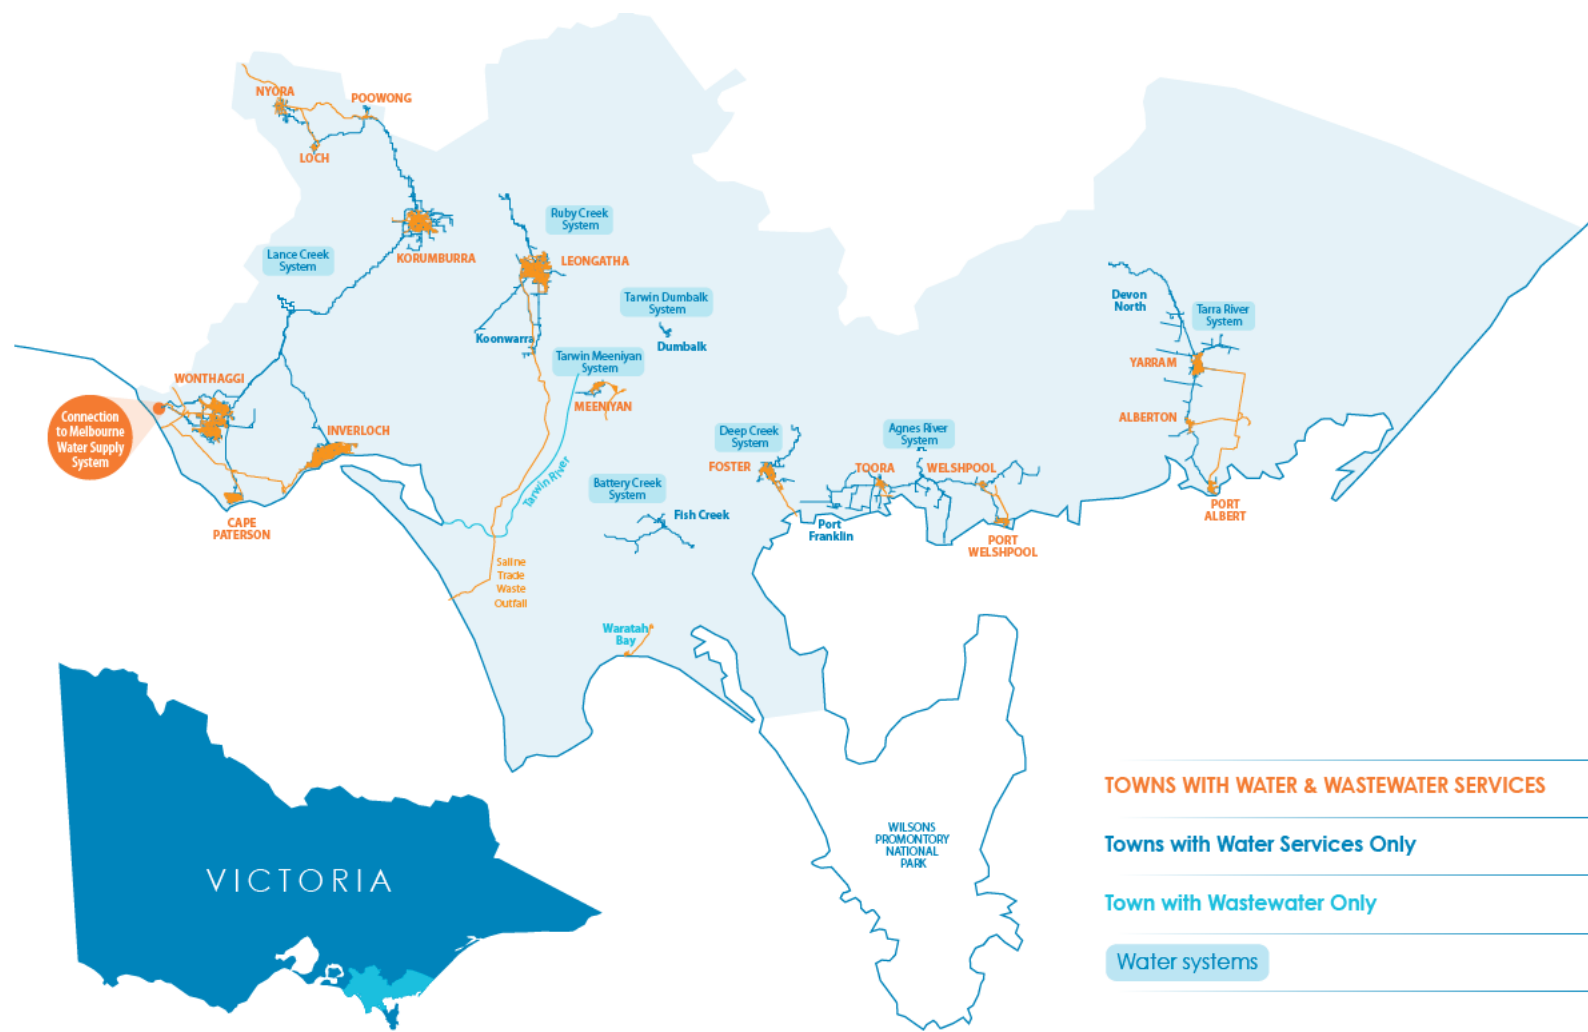 NYORA
POOWONG
LOCH
Ruby Creek
System
KORUMBURRA
Lance Creek
System
LEONGATHA
Tarwin Dumbalk
System
Devon
North
Tarra River
System
Koonwarra
Dumbalk
Tarwin Meeniyan
System
YARRAM
WONTHAGGI
MEENIYAN
Connection
to Melbourne
Water Supply
System
INVERLOCH
ALBERTON
Deep Creek
System
Agnes River
System
FOSTER
TOORA
WELSHPOOL
Tarwin River
Battery Creek
System
Fish Creek
CAPE
PATERSON
Port
Franklin
PORT
WELSHPOOL
PORT
ALBERT
Saline
Trade
Waste
Outfall
Waratah
Bay
WILSONS
PROMONTORY
NATIONAL
PARK
VICTORIA
TOWNS WITH WATER & WASTEWATER SERVICES
Towns with Water Services Only
Town with Wastewater Only
Water systems